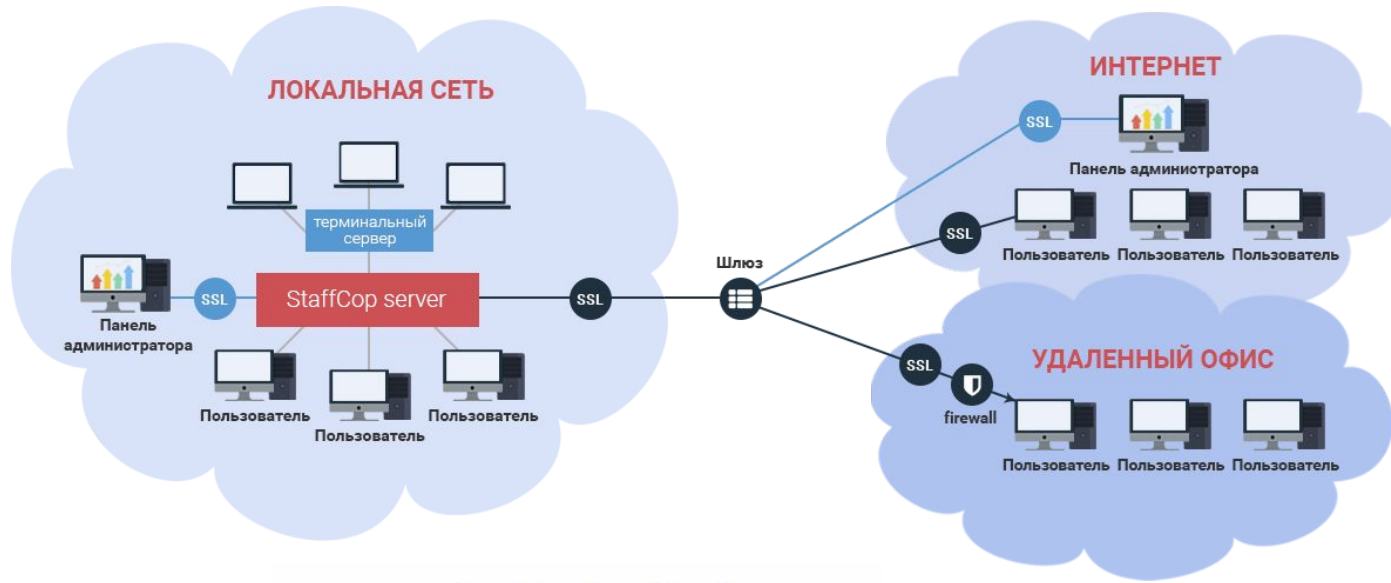 ЛОКАЛЬНАЯ СЕТЬ
терминальный
сервер
SSL
StaffCop server
SSL
Панель
администратора
Пользователь
Пользователь
Пользователь
Шлюз
ИНТЕРНЕТ
SSL
Панель администратора
SSL
Пользователь
Пользователь
Пользователь
УДАЛЕННЫЙ ОФИС
SSL
firewall
Пользователь
Пользователь
Пользователь